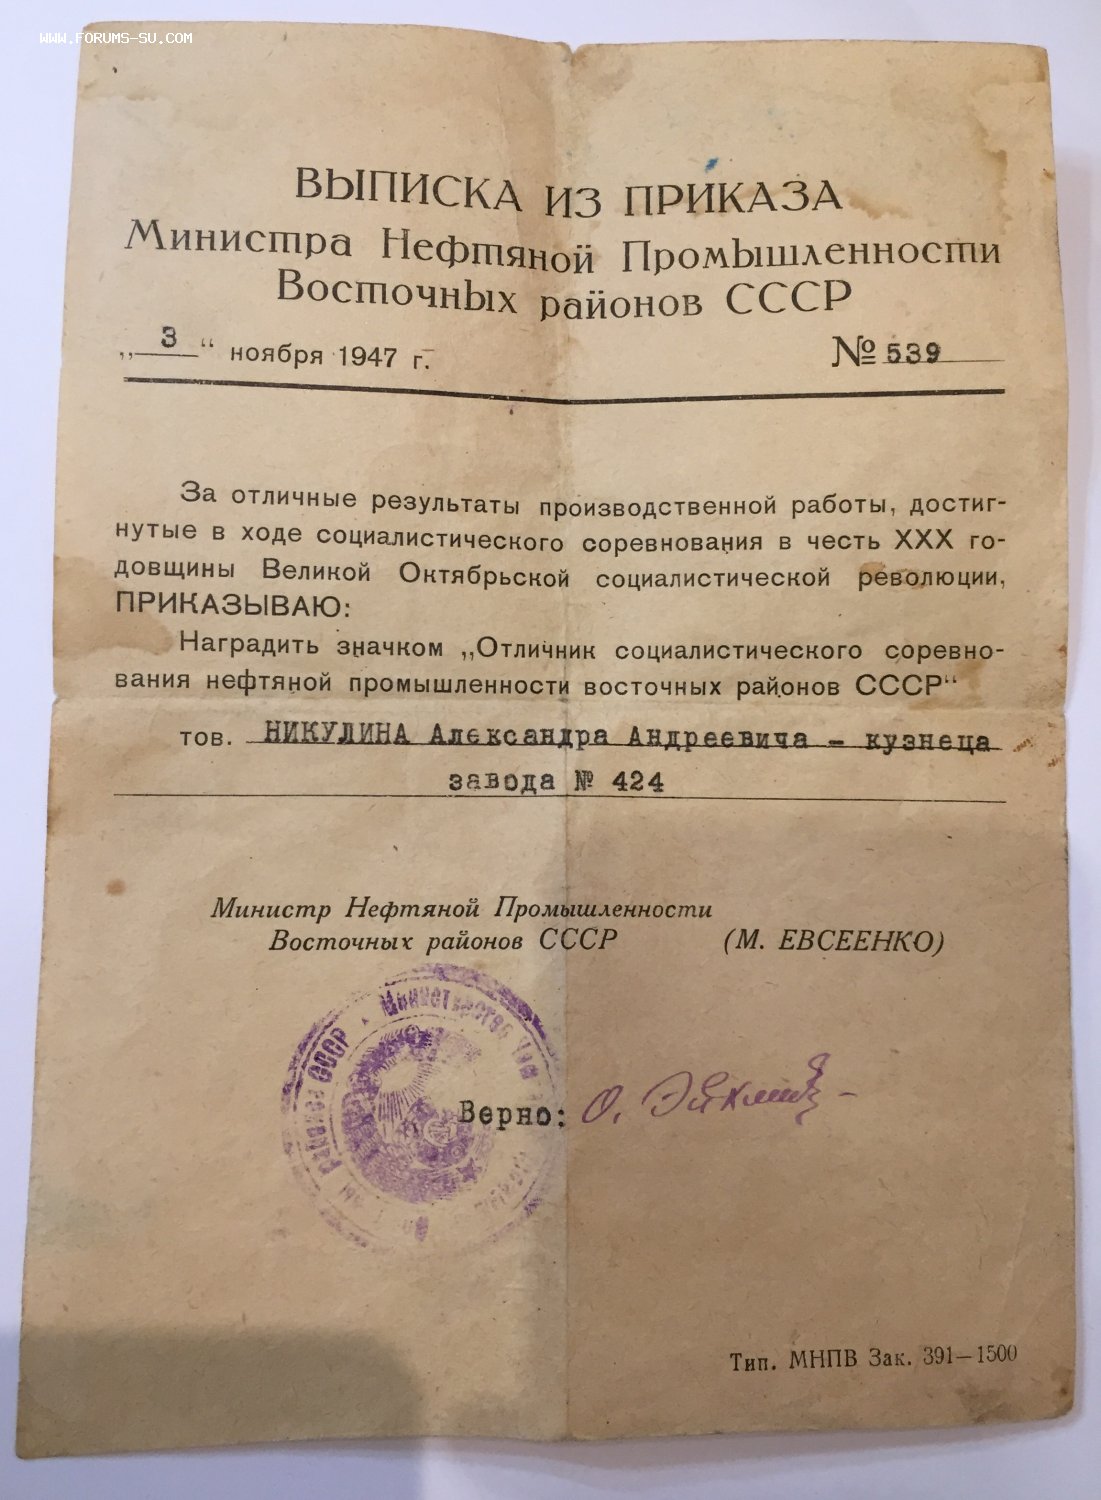 WWW.FORUMS-SU.COM
ВЫПИСКА ИЗ ПРИКАЗА
Министра Нефтяной Промышленности
Восточных районов СССР
„ 3 “ ноября 1947 г. № 539
За отличные результаты производственной работы, достиг-
нутые в ходе социалистического соревнования в честь XXX го-
довщины Великой Октябрьской социалистической революции,
ПРИКАЗЫВАЮ:
Наградить значком „Отличник социалистического соревно-
вания нефтяной промышленности восточных районов СССР“
тов. НИКУЛИНА Александра Андреевича – кузнеца
завода № 424
Министр Нефтяной Промышленности
Восточных районов СССР (М. ЕВСЕЕНКО)
Министерство
районов СССР
Верно: О.
Тип. МНПВ Зак. 391—1500